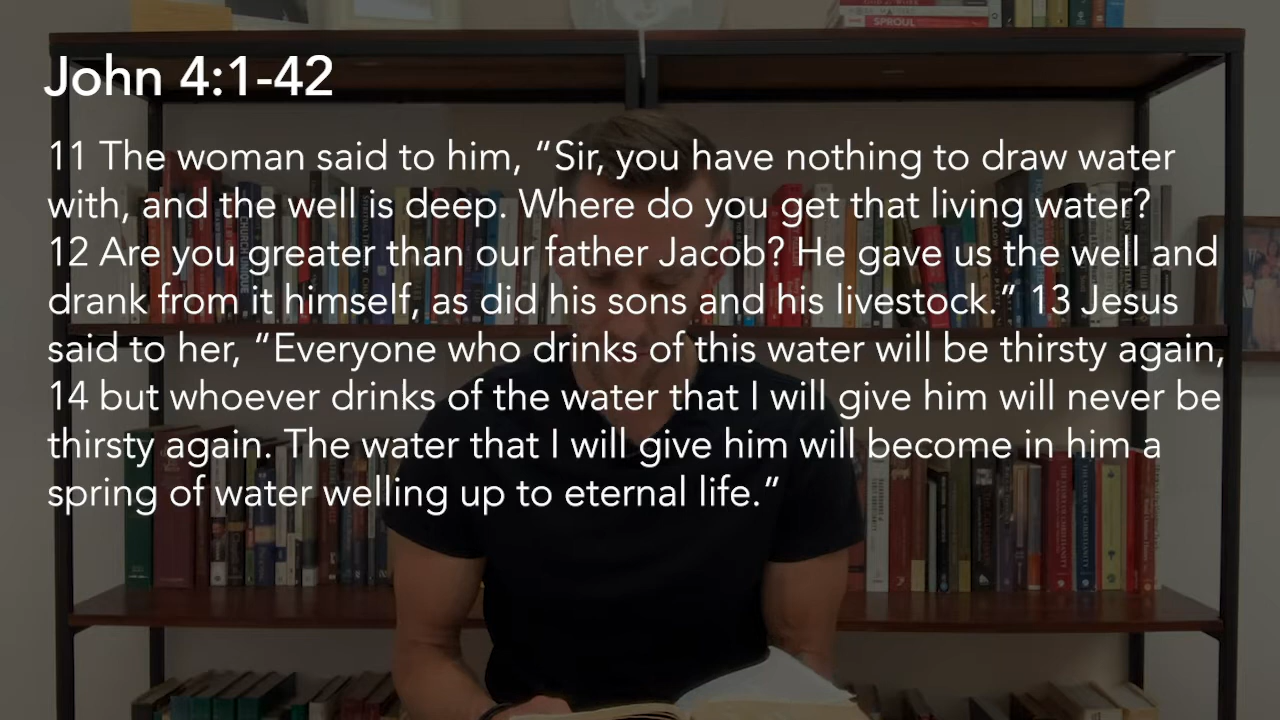 SPROUL
John 4:1-42
11 The woman said to him, “Sir, you have nothing to draw water
with, and the well is deep. Where do you get that living water?
12 Are you greater than our father Jacob? He gave us the well and
drank from it himself, as did his sons and his livestock.” 13 Jesus
said to her, “Everyone who drinks of this water will be thirsty again,
14 but whoever drinks of the water that I will give him will never be
thirsty again. The water that I will give him will become in him a
spring of water welling up to eternal life.”